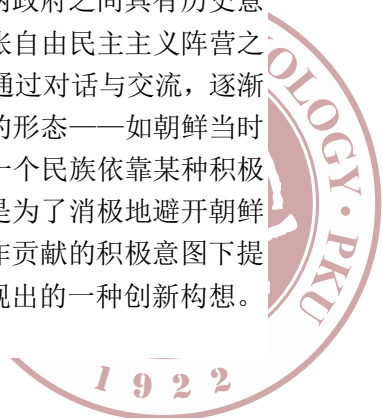 纳政府之间具有历史意
张自由民主主义阵营之
通过对话与交流，逐渐
的形态——如朝鲜当时
一个民族依靠某种积极
是为了消极地避开朝鲜
作贡献的积极意图下提
现出的一种创新构想。
OLOGY · PKU
1922